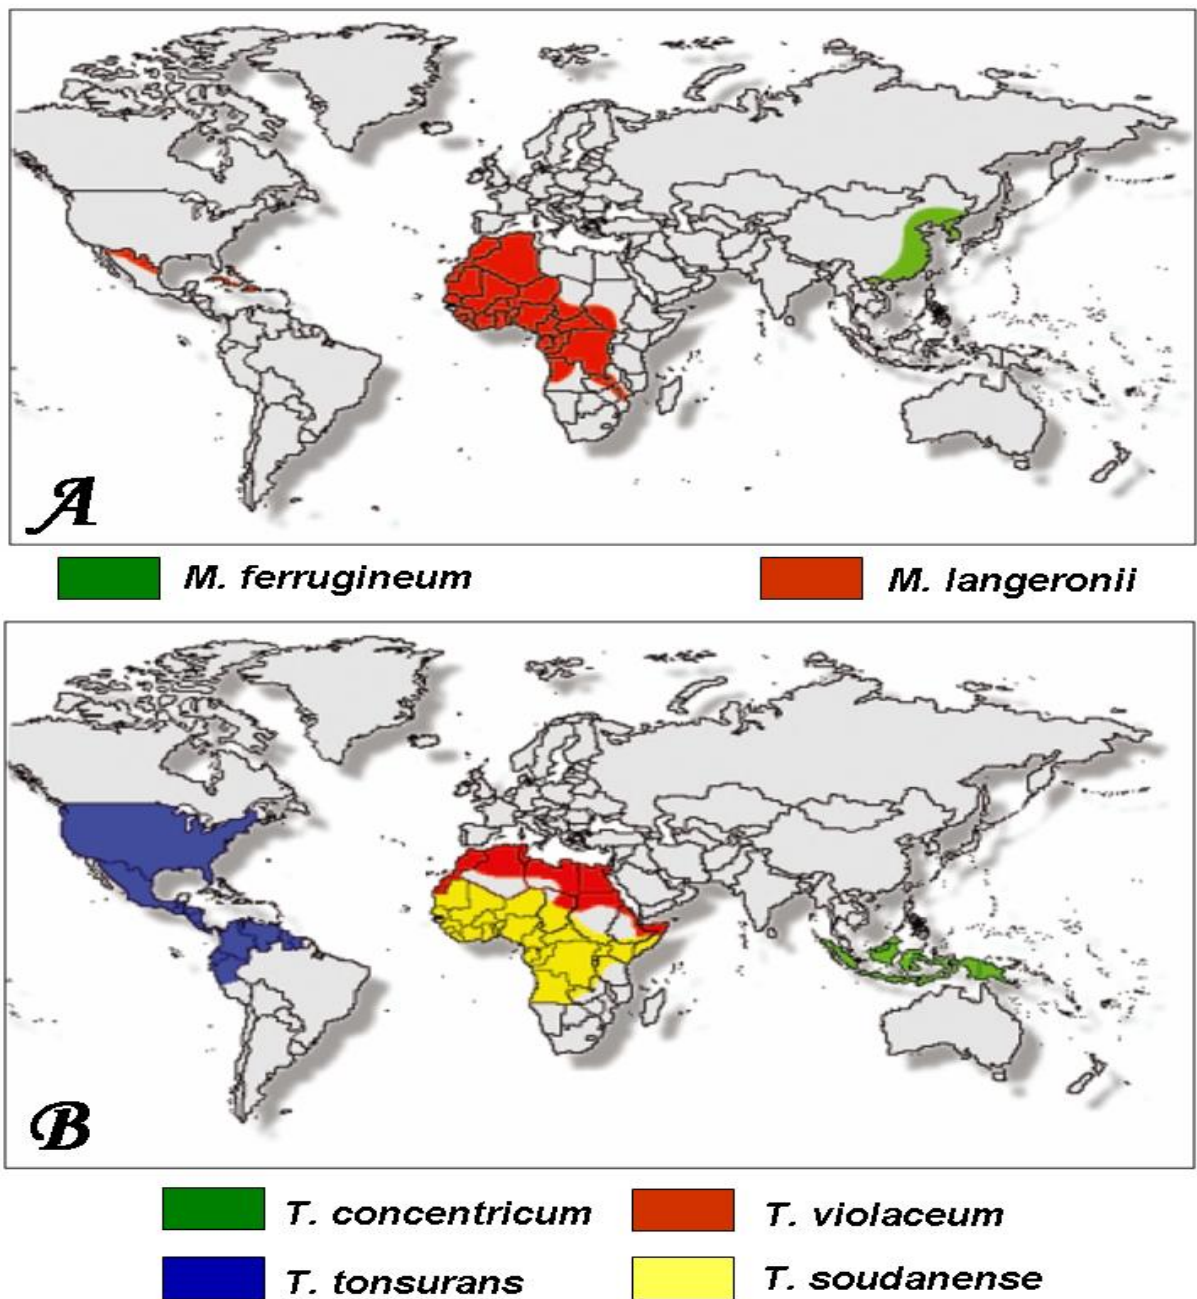 A
M. ferrugineum M. langeronii
B
T. concentricum T. violaceum
T. tonsurans T. soudanense